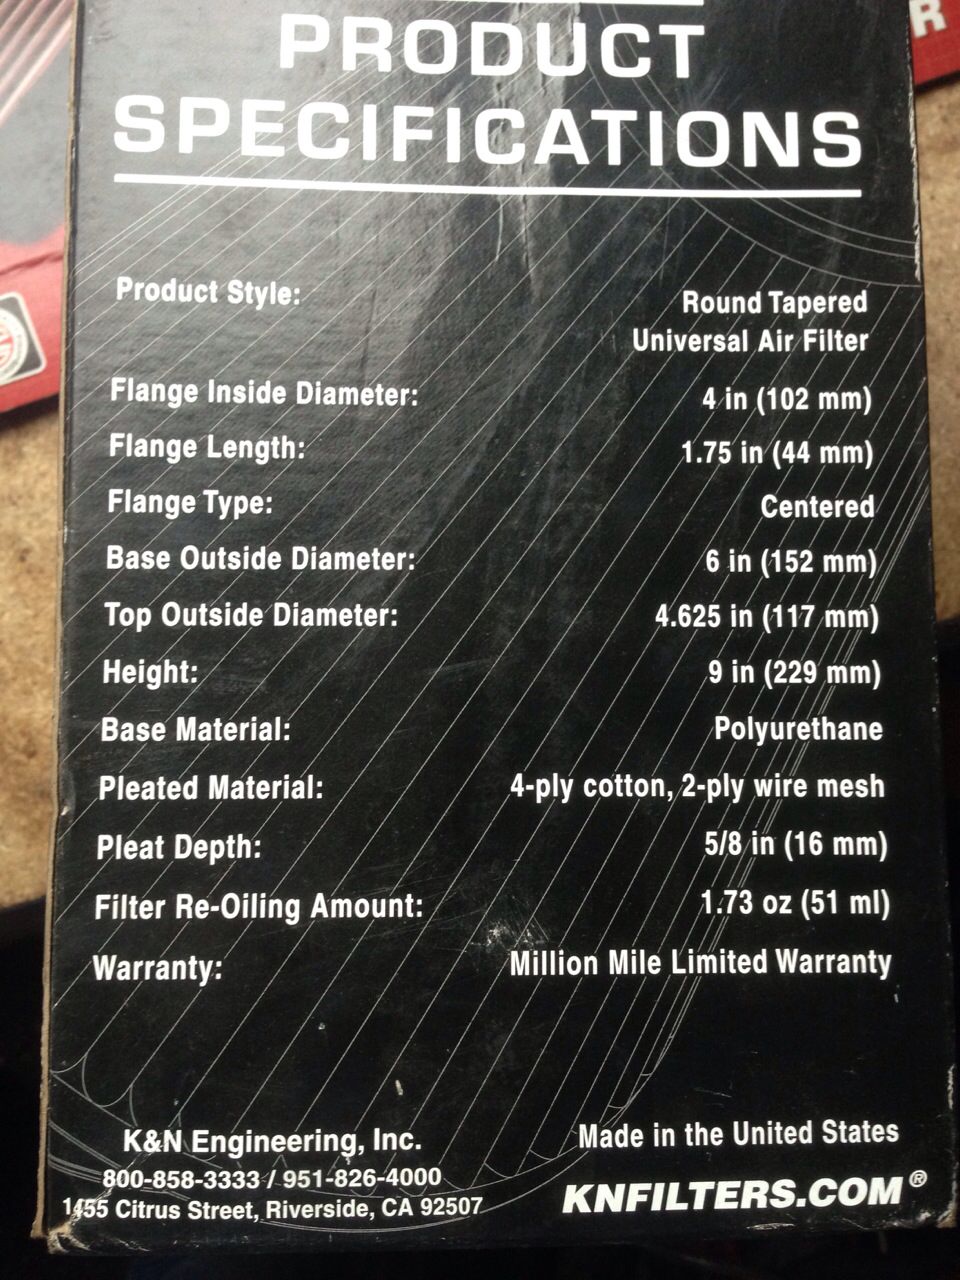 R
PRODUCT
SPECIFICATIONS
Product Style: Round Tapered
Universal Air Filter
Flange Inside Diameter: 4 in (102 mm)
Flange Length: 1.75 in (44 mm)
Flange Type: Centered
Base Outside Diameter: 6 in (152 mm)
Top Outside Diameter: 4.625 in (117 mm)
Height: 9 in (229 mm)
Base Material: Polyurethane
Pleated Material: 4-ply cotton, 2-ply wire mesh
Pleat Depth: 5/8 in (16 mm)
Filter Re-Oiling Amount: 1.73 oz (51 ml)
Warranty: Million Mile Limited Warranty
K&N Engineering, Inc.
800-858-3333 / 951-826-4000
1455 Citrus Street, Riverside, CA 92507
Made in the United States
KNFILTERS.COM®